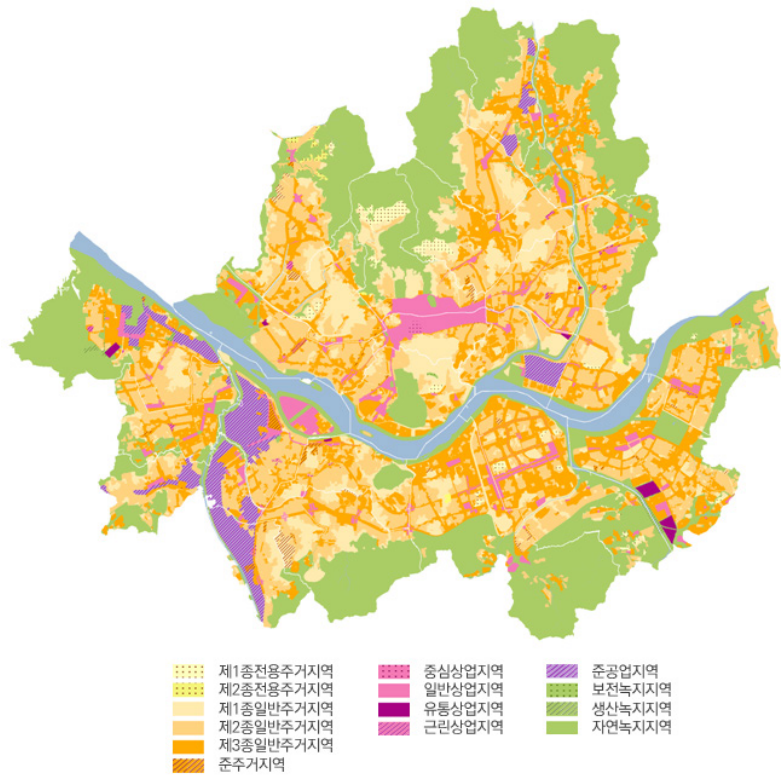 제1종전용주거지역
제2종전용주거지역
제1종일반주거지역
제2종일반주거지역
제3종일반주거지역
준주거지역
중심상업지역
일반상업지역
유통상업지역
근린상업지역
준공업지역
보전녹지지역
생산녹지지역
자연녹지지역